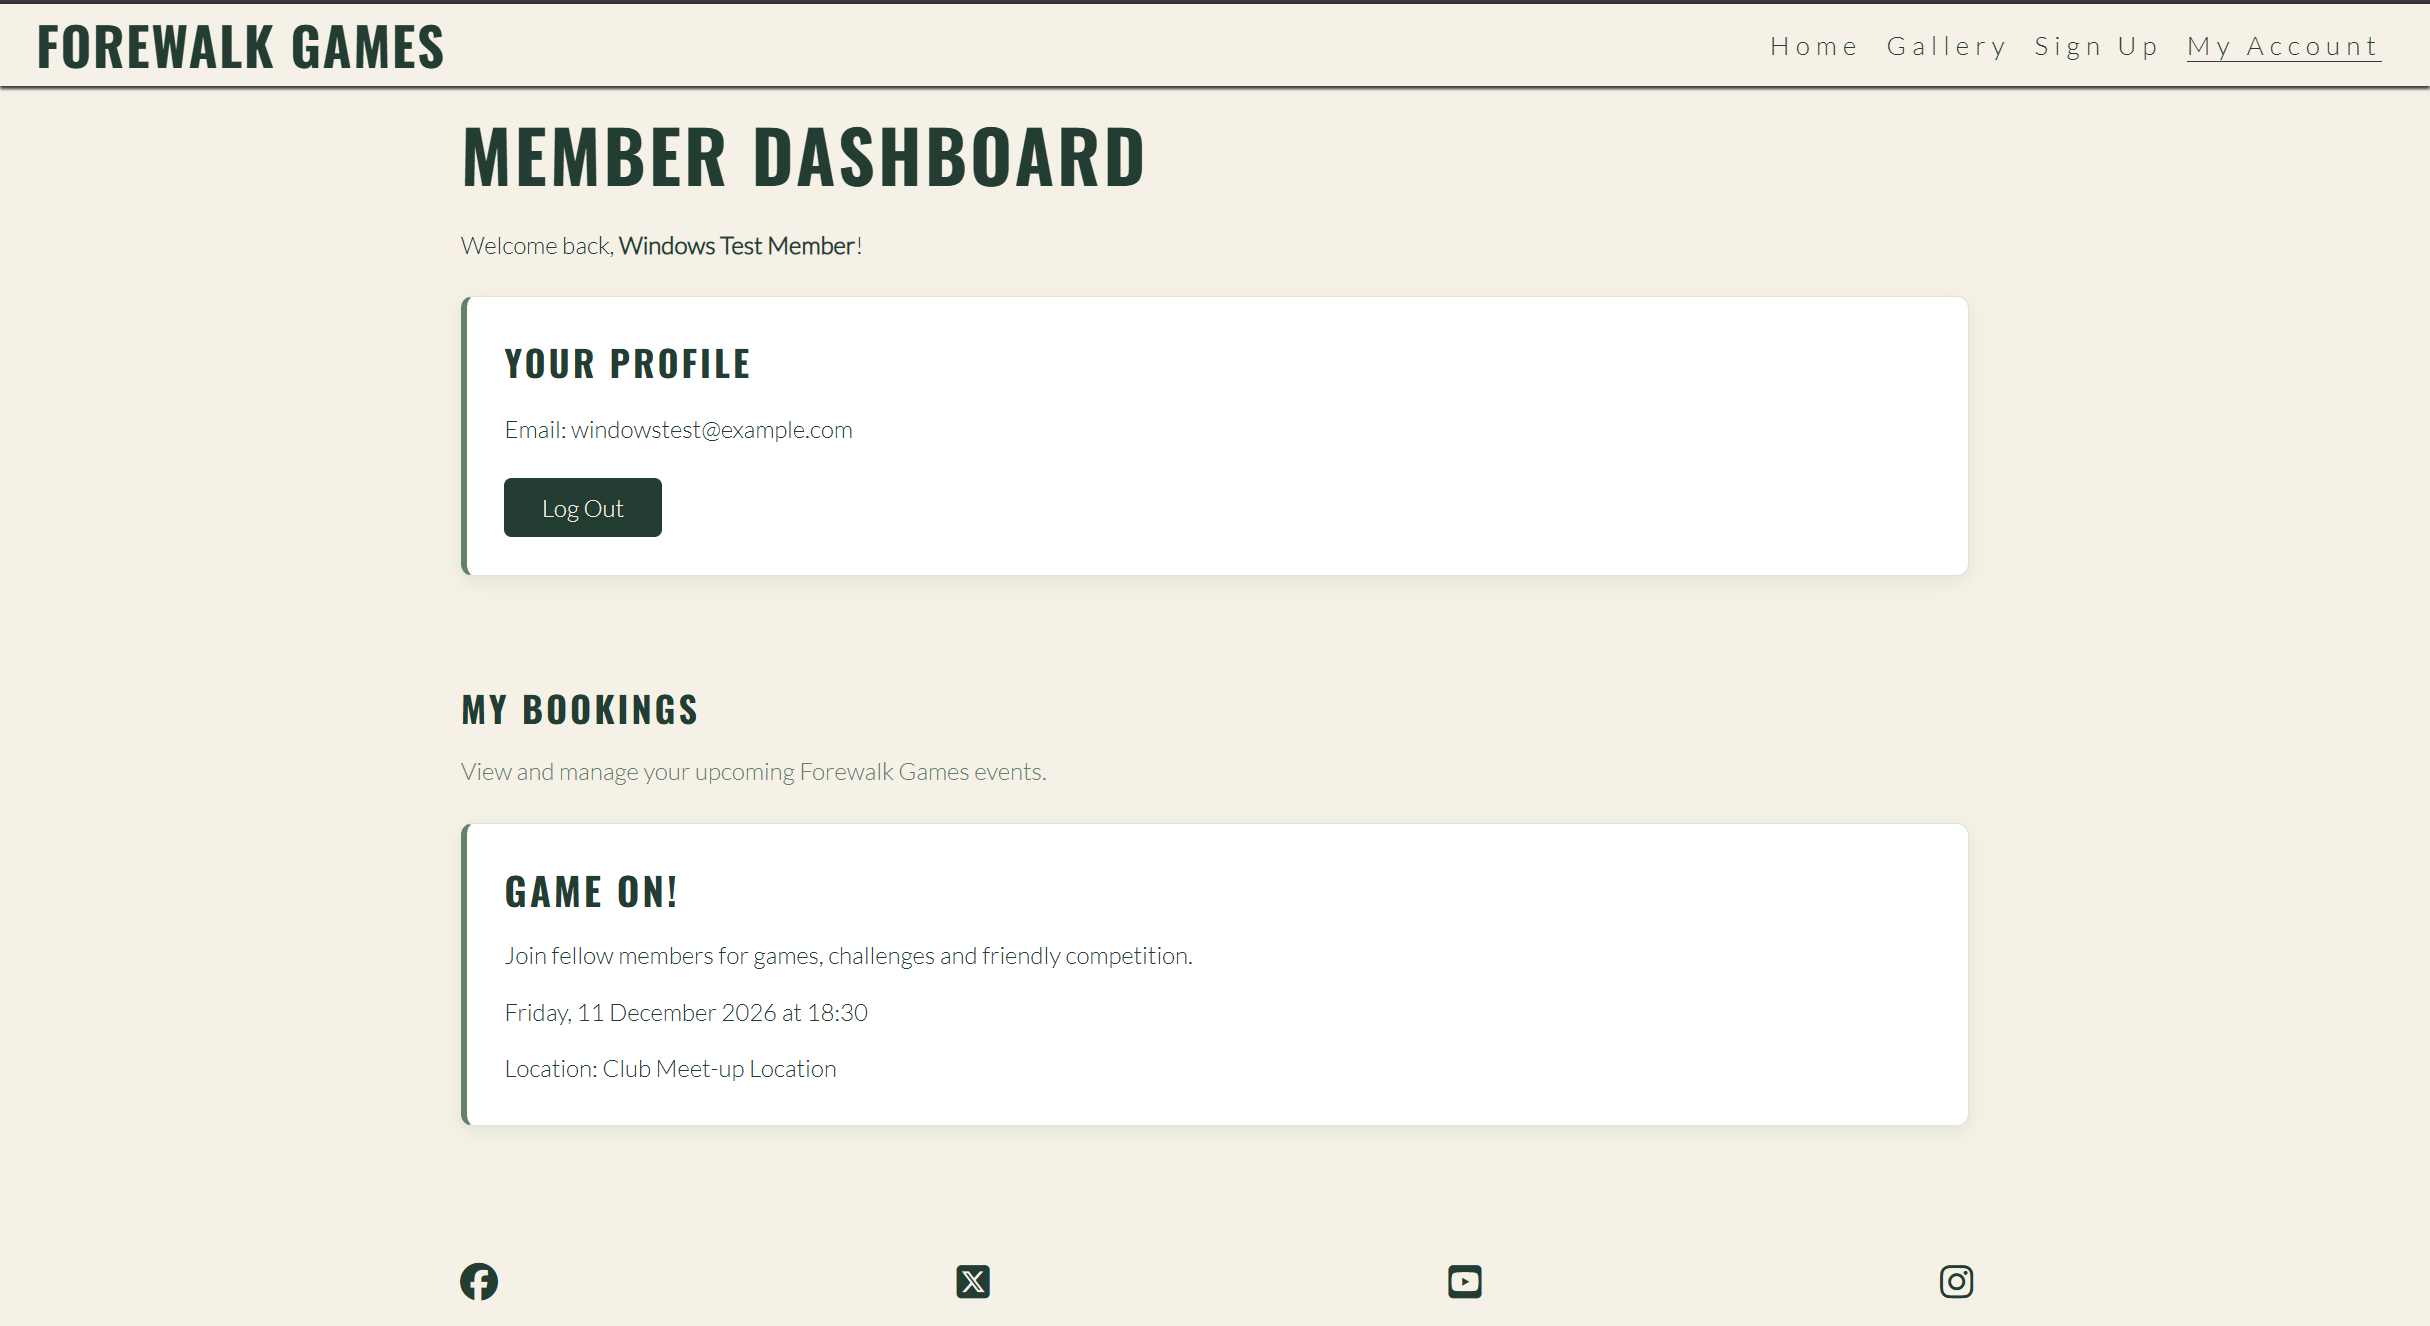 FOREWALK GAMES
Home Gallery Sign Up My Account
MEMBER DASHBOARD
Welcome back, Windows Test Member!
YOUR PROFILE
Email: windowstest@example.com
Log Out
MY BOOKINGS
View and manage your upcoming Forewalk Games events.
GAME ON!
Join fellow members for games, challenges and friendly competition.
Friday, 11 December 2026 at 18:30
Location: Club Meet-up Location